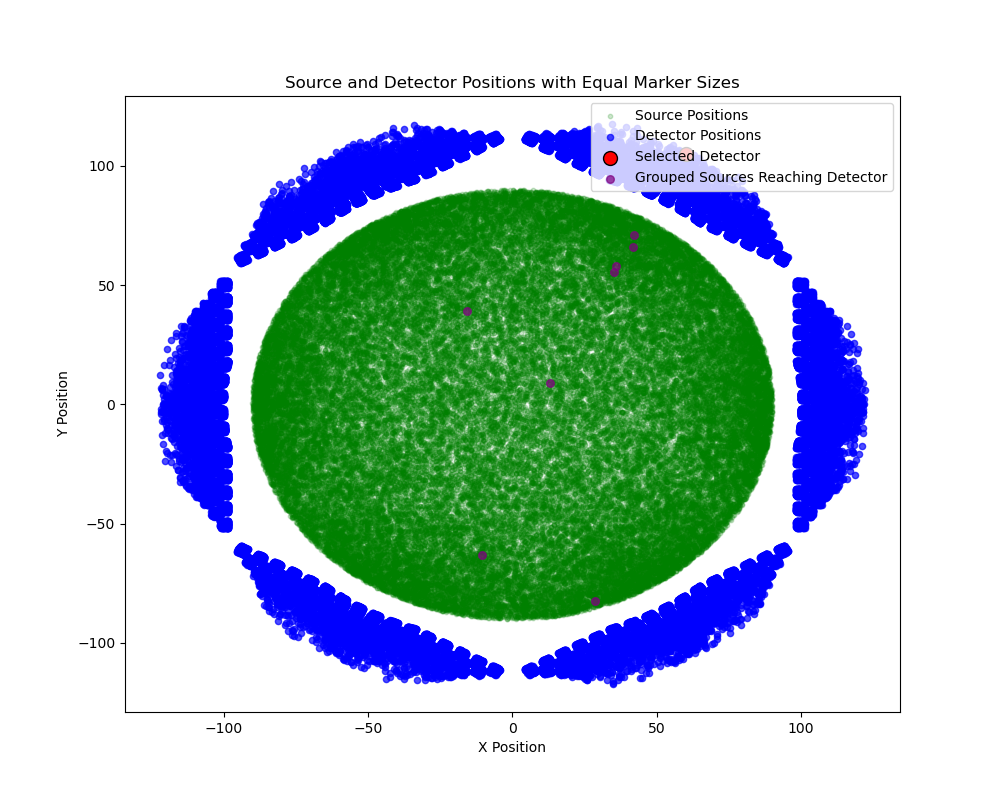 Source and Detector Positions with Equal Marker Sizes
Source Positions
Detector Positions
Selected Detector
Grouped Sources Reaching Detector
100
50
0
−50
−100
Y Position
−100
−50
0
50
100
X Position